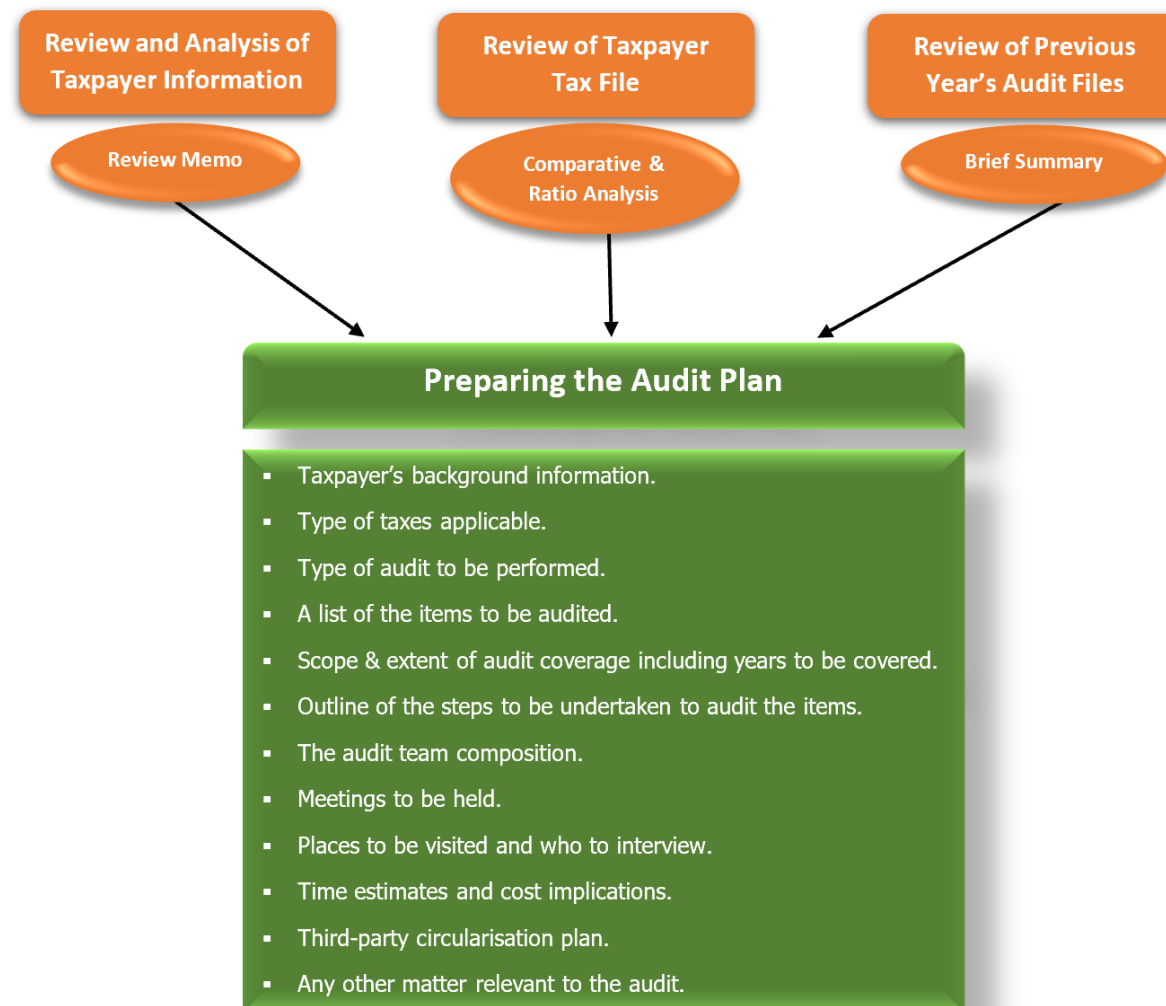 Review and Analysis of
Taxpayer Information
Review Memo
Review of Taxpayer
Tax File
Comparative &
Ratio Analysis
Review of Previous
Year’s Audit Files
Brief Summary
Preparing the Audit Plan
▪ Taxpayer’s background information.
▪ Type of taxes applicable.
▪ Type of audit to be performed.
▪ A list of the items to be audited.
▪ Scope & extent of audit coverage including years to be covered.
▪ Outline of the steps to be undertaken to audit the items.
▪ The audit team composition.
▪ Meetings to be held.
▪ Places to be visited and who to interview.
▪ Time estimates and cost implications.
▪ Third-party circularisation plan.
▪ Any other matter relevant to the audit.